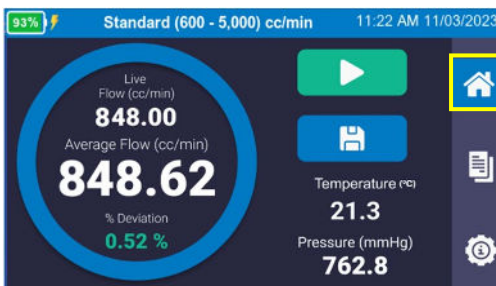 93%
Standard (600 - 5,000) cc/min
11:22 AM 11/03/2023
Live
Flow (cc/min)
848.00
Average Flow (cc/min)
848.62
% Deviation
0.52 %
Temperature (ºC)
21.3
Pressure (mmHg)
762.8